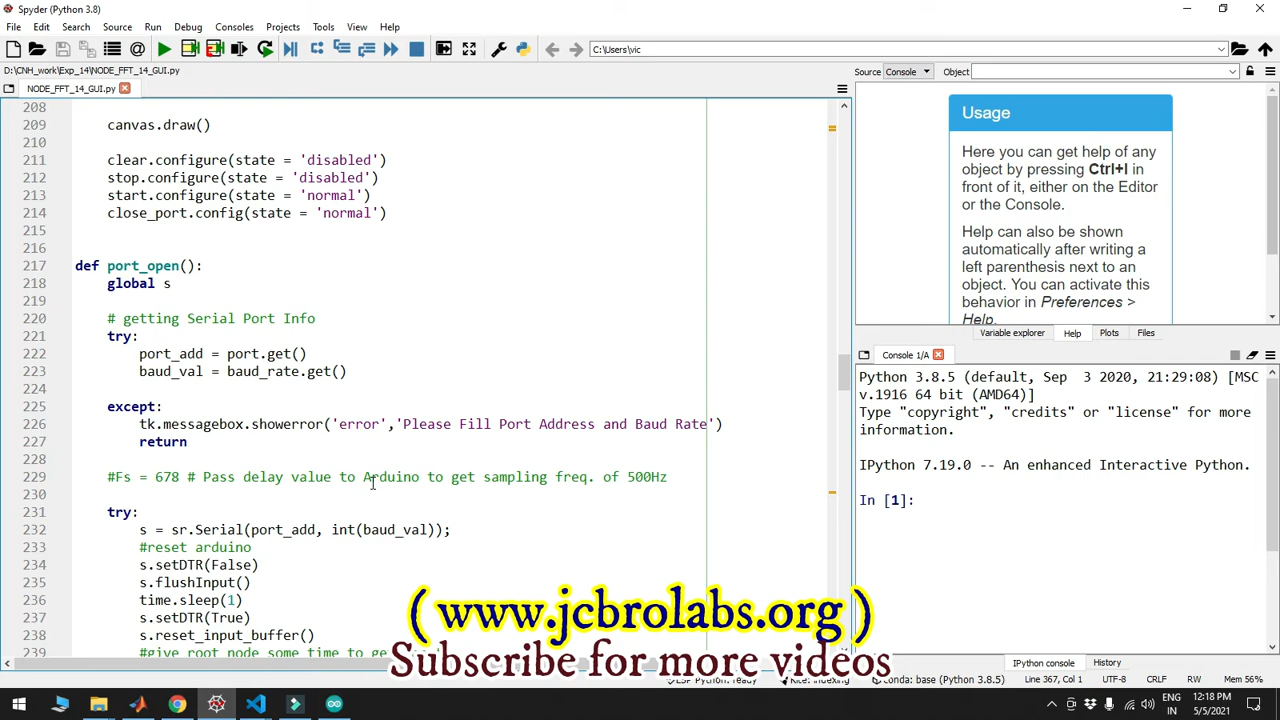 Spyder (Python 3.8)
File Edit Search Source Run Debug Consoles Projects Tools View Help
C:\Users\vic
D:\CNH_work\Exp_14\NODE_FFT_14_GUI.py
NODE_FFT_14_GUI.py
208
209 canvas.draw()
210
211 clear.configure(state = 'disabled')
212 stop.configure(state = 'disabled')
213 start.configure(state = 'normal')
214 close_port.config(state = 'normal')
215
216
217 def port_open():
218 global s
219
220 # getting Serial Port Info
221 try:
222 port_add = port.get()
223 baud_val = baud_rate.get()
224
225 except:
226 tk.messagebox.showerror('error','Please Fill Port Address and Baud Rate')
227 return
228
229 #Fs = 678 # Pass delay value to Arduino to get sampling freq. of 500Hz
230
231 try:
232 s = sr.Serial(port_add, int(baud_val));
233 #reset arduino
234 s.setDTR(False)
235 s.flushInput()
236 time.sleep(1)
237 s.setDTR(True)
238 s.reset_input_buffer()
239 #give root node some time to
Source Console Object
Usage
Here you can get help of any
object by pressing Ctrl+I in
front of it, either on the Editor
or the Console.
Help can also be shown
automatically after writing a
left parenthesis next to an
object. You can activate this
behavior in Preferences >
Help.
Variable explorer Help Plots Files
Console 1/A
Python 3.8.5 (default, Sep 3 2020, 21:29:08) [MSC
v.1916 64 bit (AMD64)]
Type "copyright", "credits" or "license" for more
information.
IPython 7.19.0 -- An enhanced Interactive Python.
In [1]:
IPython console History
( www.jcbrolabs.org )
Subscribe for more videos
LSP Python: ready Kite: indexing conda: base (Python 3.8.5) Line 367, Col 1 UTF-8 CRLF RW Mem 56%
ENG
IN
12:18 PM
5/5/2021